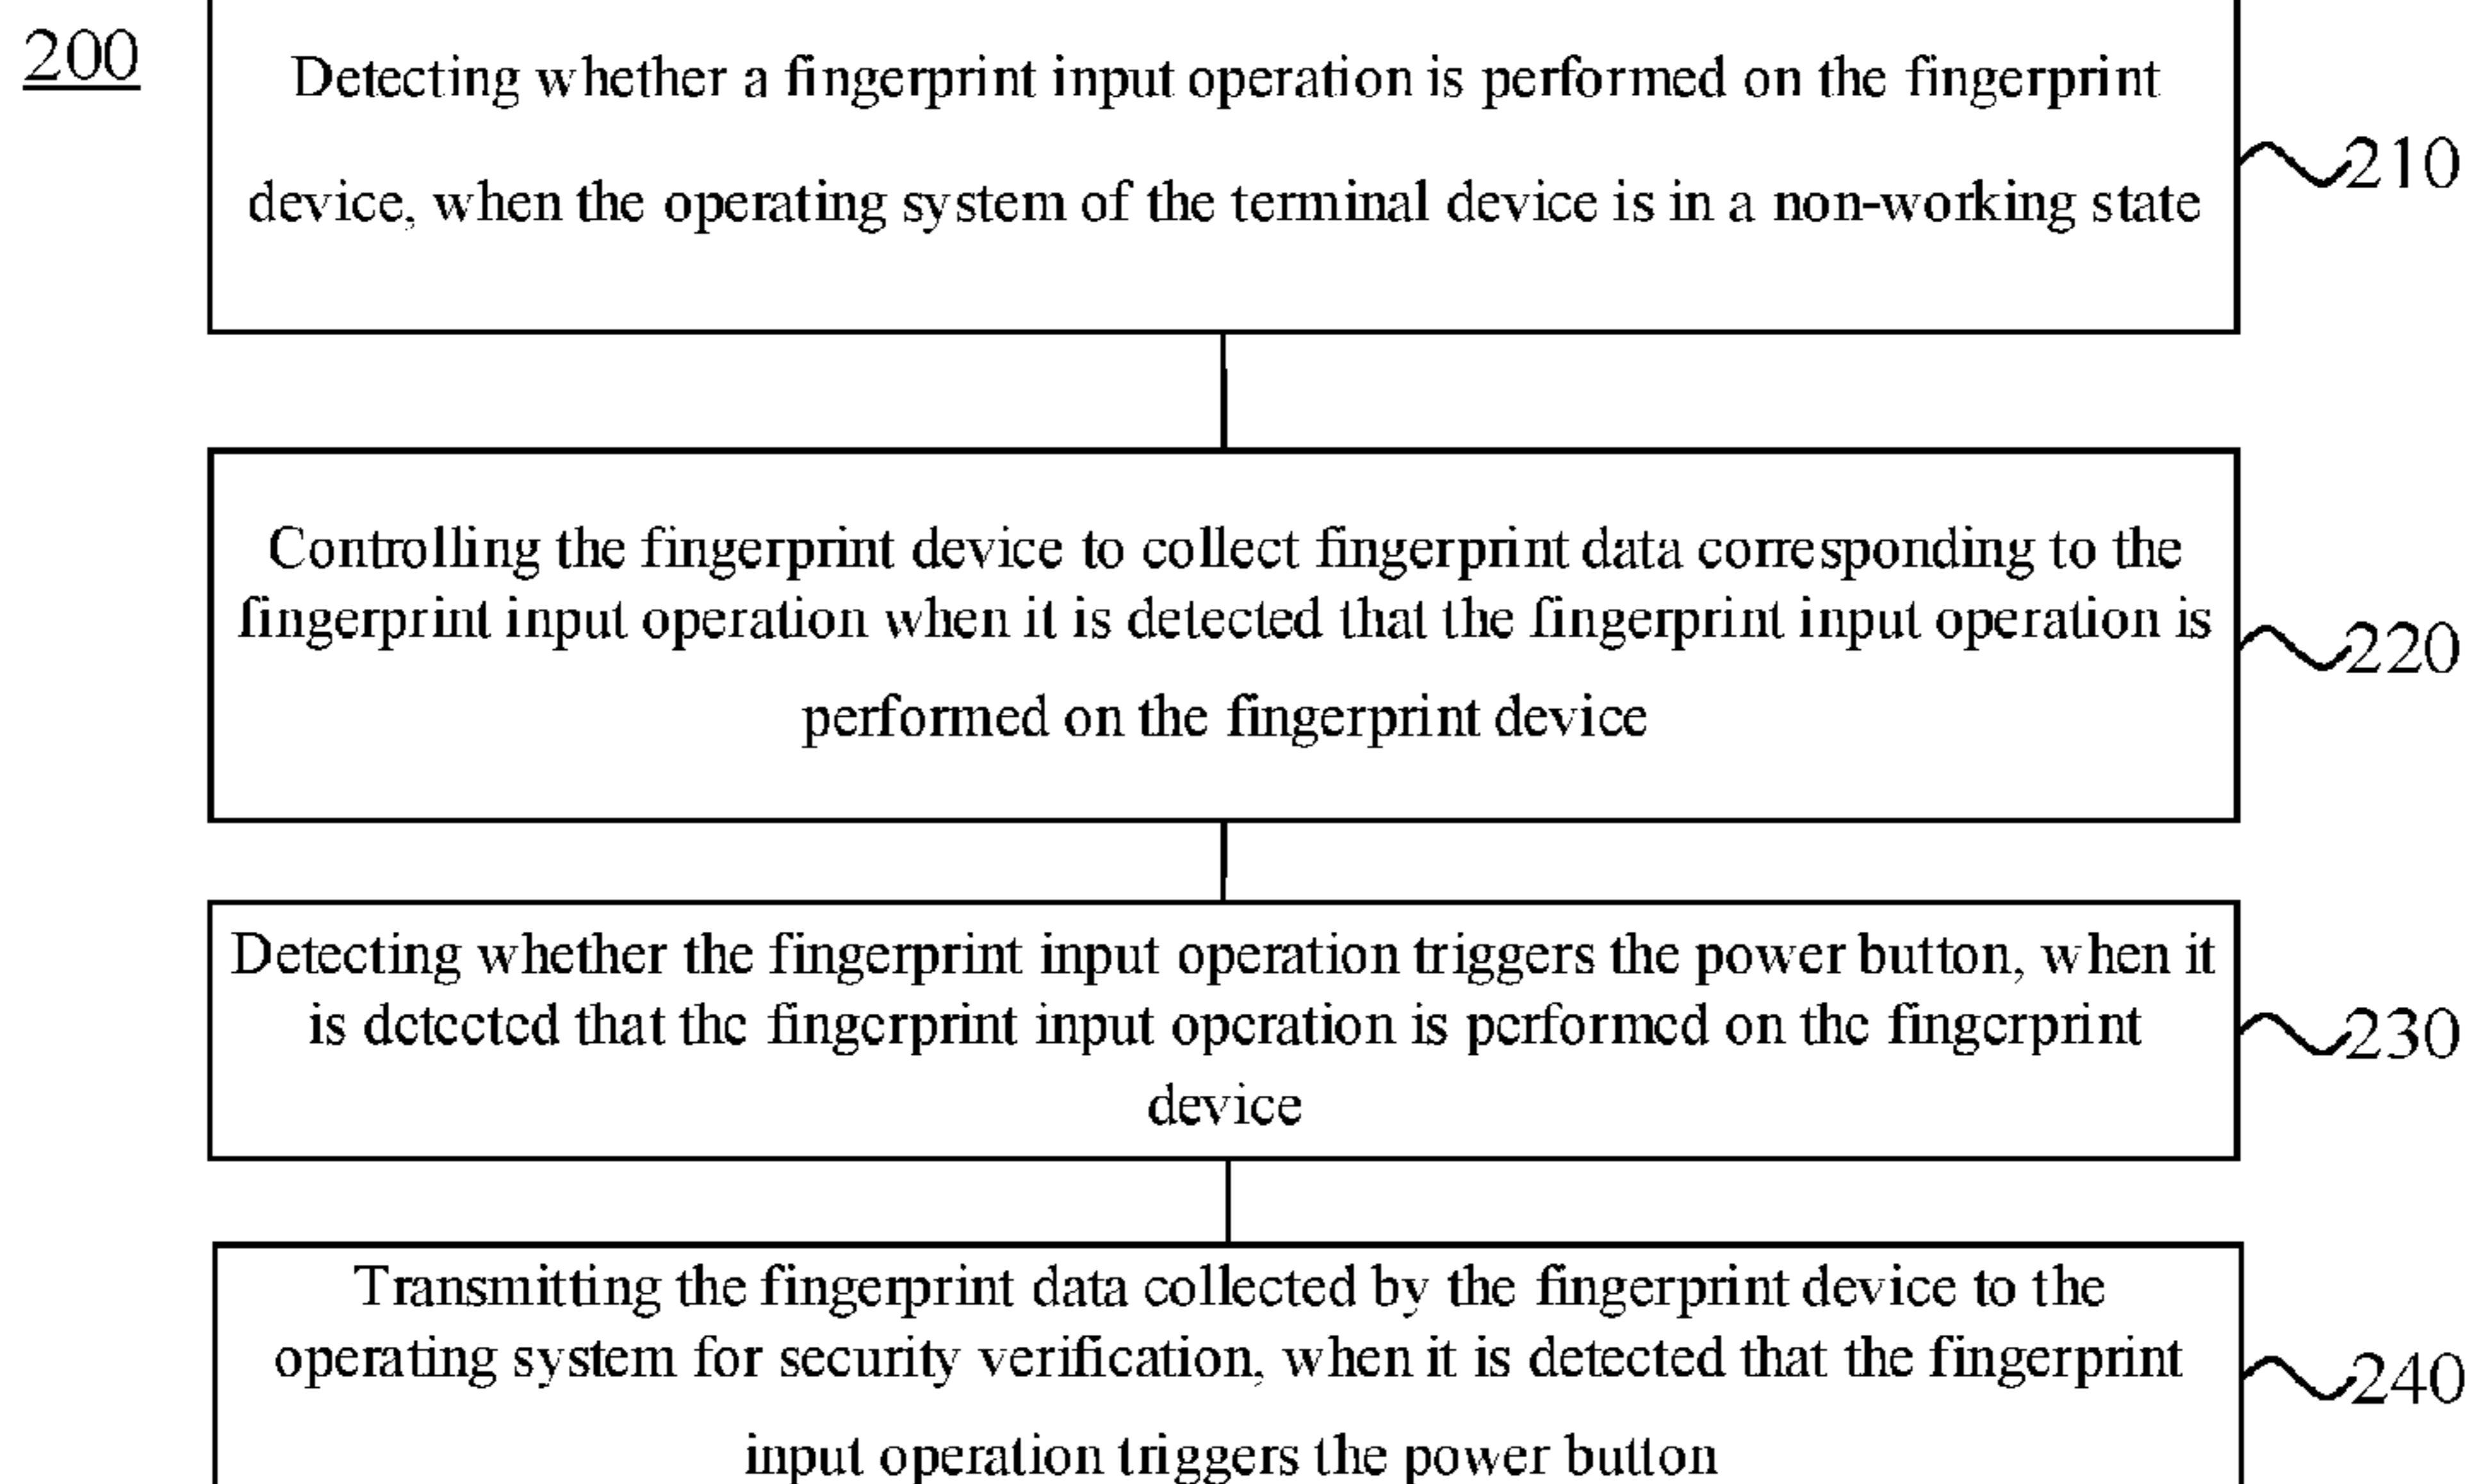 200
Detecting whether a fingerprint input operation is performed on the fingerprint
device, when the operating system of the terminal device is in a non-working state
210
Controlling the fingerprint device to collect fingerprint data corresponding to the
fingerprint input operation when it is detected that the fingerprint input operation is
performed on the fingerprint device
220
Detecting whether the fingerprint input operation triggers the power button, when it
is detected that the fingerprint input operation is performed on the fingerprint
device
230
Transmitting the fingerprint data collected by the fingerprint device to the
operating system for security verification, when it is detected that the fingerprint
input operation triggers the power button
240